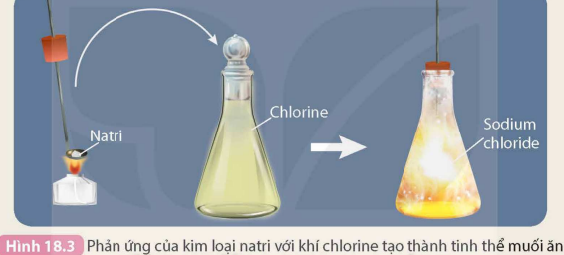 Chlorine
Natri
Sodium
chloride
Hình 18.3 Phản ứng của kim loại natri với khí chlorine tạo thành tinh thể muối ăn